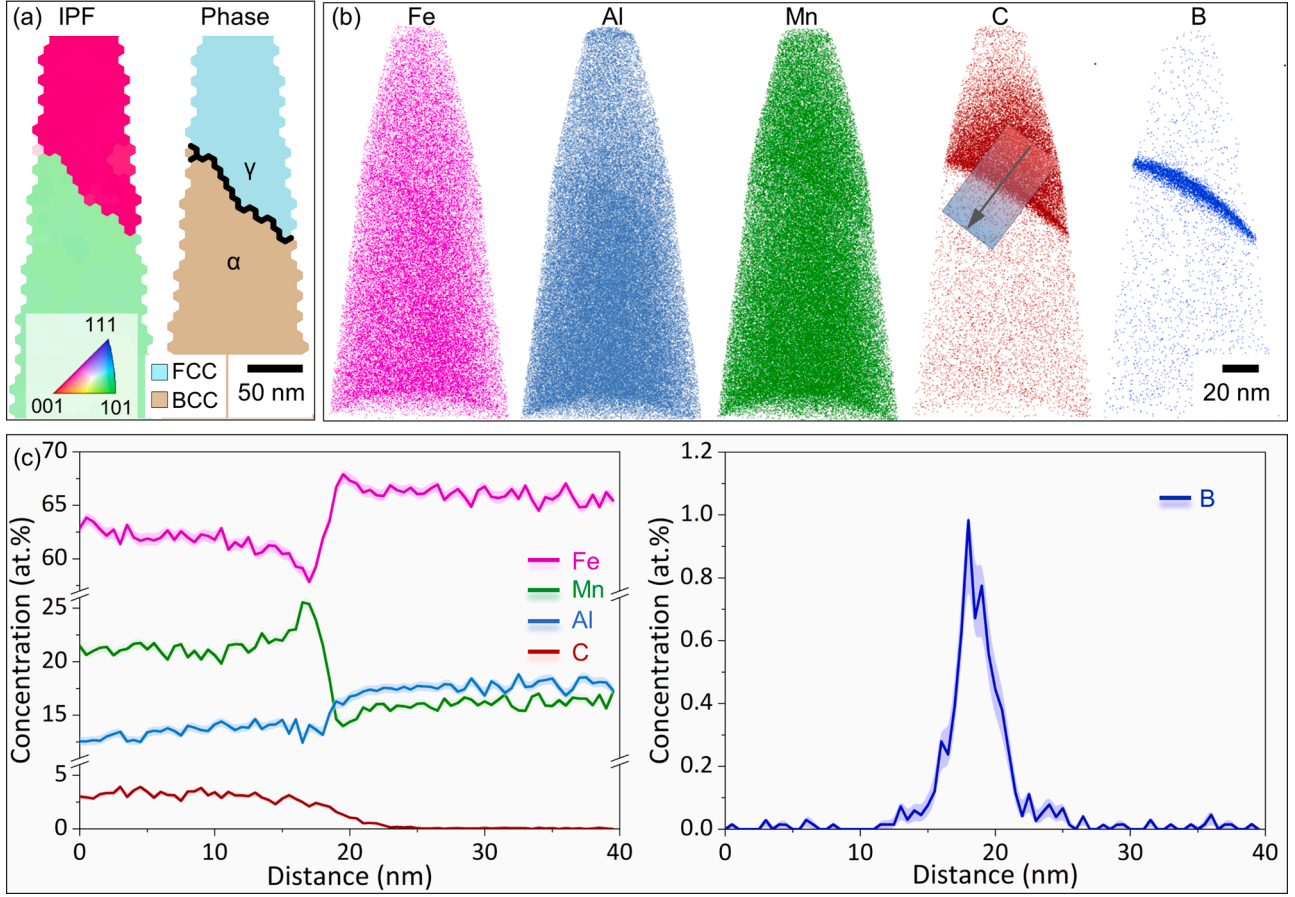 (a) IPF Phase
γ
α
111
001 101
FCC
BCC
50 nm
(b) Fe Al Mn C B
20 nm
(c)
Concentration (at.%)
70
65
60
25
20
15
5
0
0 10 20 30 40
Distance (nm)
Fe
Mn
Al
C
Concentration (at.%)
1.2
1.0
0.8
0.6
0.4
0.2
0.0
0 10 20 30 40
Distance (nm)
B